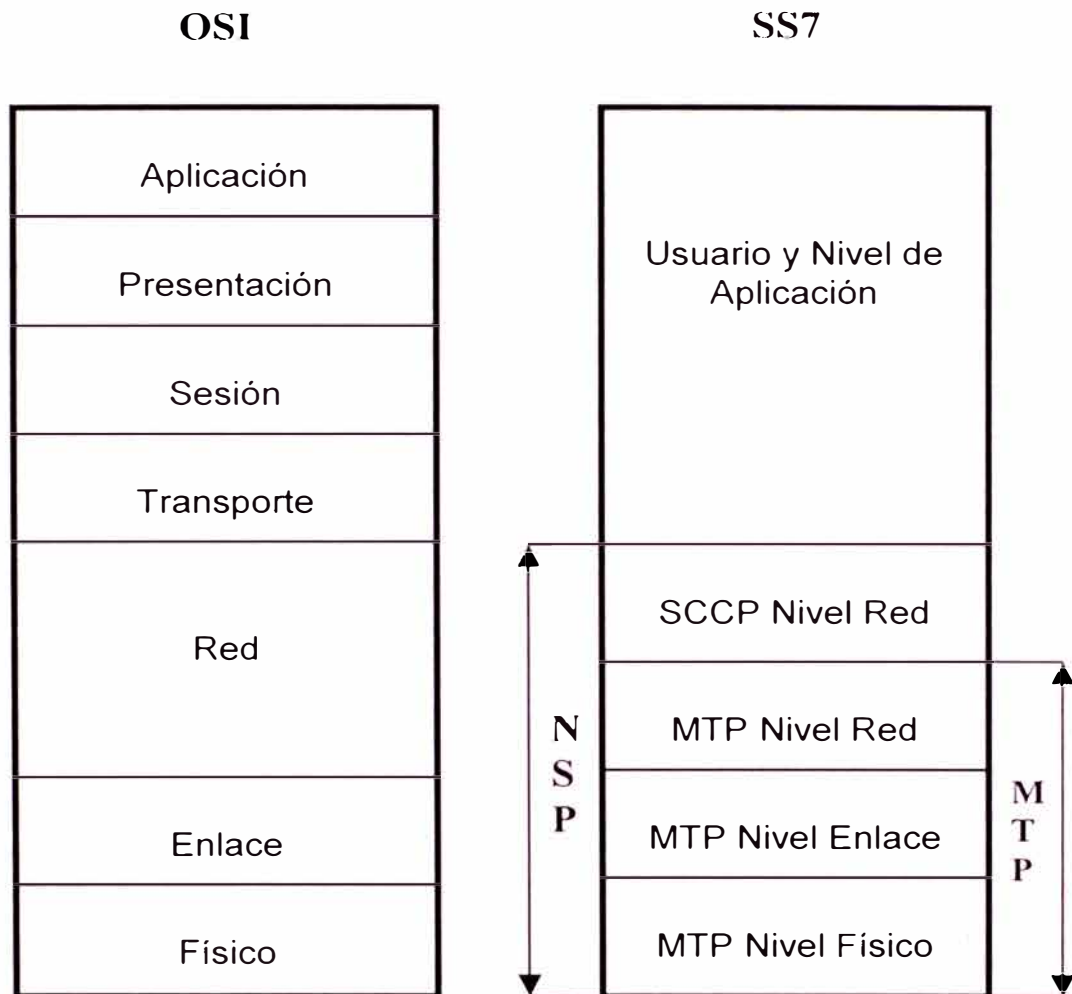 OSI
SS7
Aplicación
Presentación
Sesión
Transporte
Red
Enlace
Físico
Usuario y Nivel de
Aplicación
SCCP Nivel Red
MTP Nivel Red
MTP Nivel Enlace
MTP Nivel Físico
N
S
P
M
T
P